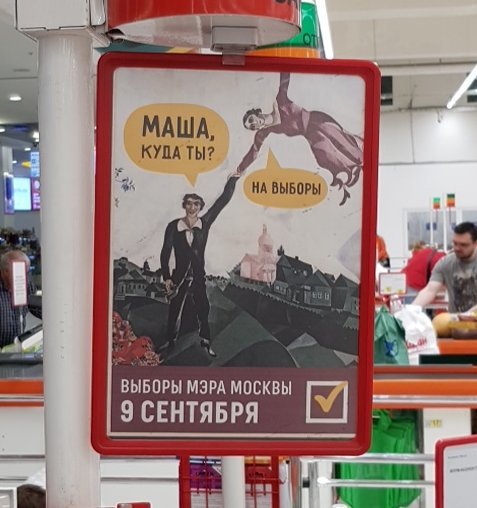 МАША,
КУДА ТЫ?
НА ВЫБОРЫ
ВЫБОРЫ МЭРА МОСКВЫ
9 СЕНТЯБРЯ